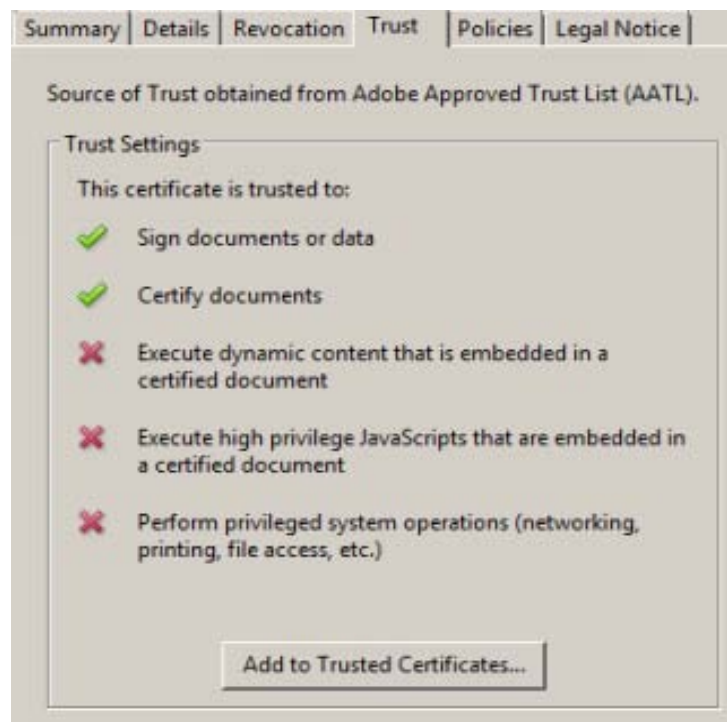 Summary Details Revocation Trust Policies Legal Notice
Source of Trust obtained from Adobe Approved Trust List (AATL).
Trust Settings
This certificate is trusted to:
Sign documents or data
Certify documents
Execute dynamic content that is embedded in a
certified document
Execute high privilege JavaScripts that are embedded in
a certified document
Perform privileged system operations (networking,
printing, file access, etc.)
Add to Trusted Certificates...